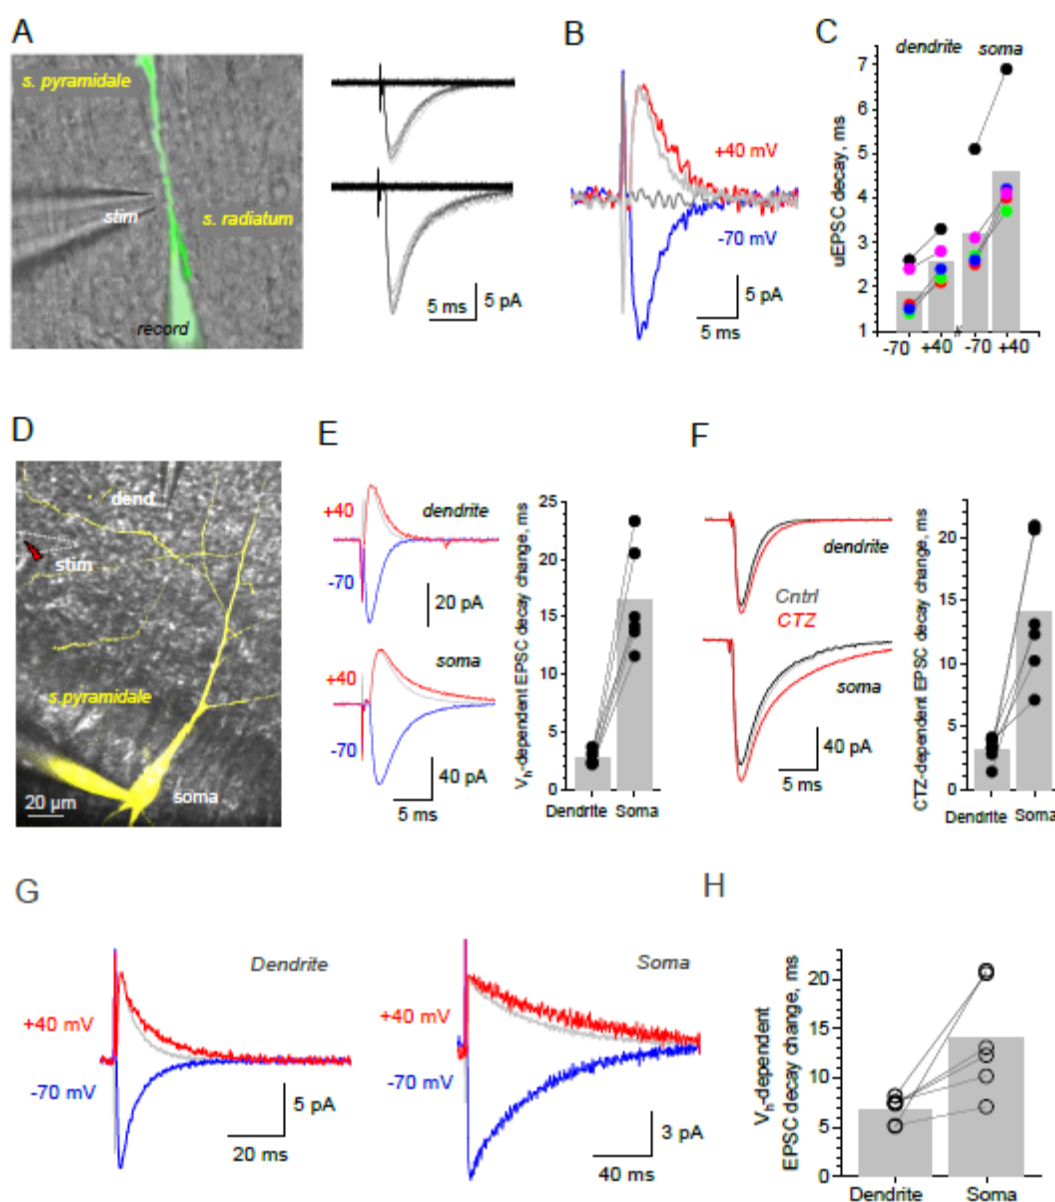 A
s. pyramidale
stim
s. radiatum
record
5 ms
5 pA
B
+40 mV
-70 mV
5 pA
5 ms
C
dendrite
soma
uEPSC decay, ms
7
6
5
4
3
2
1
-70
+40
-70
+40
D
dend
stim
s.pyramidale
soma
20 µm
E
+40
dendrite
-70
20 pA
+40
soma
-70
40 pA
5 ms
Vh-dependent EPSC decay change, ms
25
20
15
10
5
0
Dendrite
Soma
F
dendrite
Cntrl
CTZ
soma
40 pA
5 ms
CTZ-dependent EPSC decay change, ms
20
15
10
5
0
Dendrite
Soma
G
Dendrite
+40 mV
-70 mV
5 pA
20 ms
Soma
+40 mV
-70 mV
3 pA
40 ms
H
Vh-dependent
EPSC decay change, ms
20
15
10
5
0
Dendrite
Soma